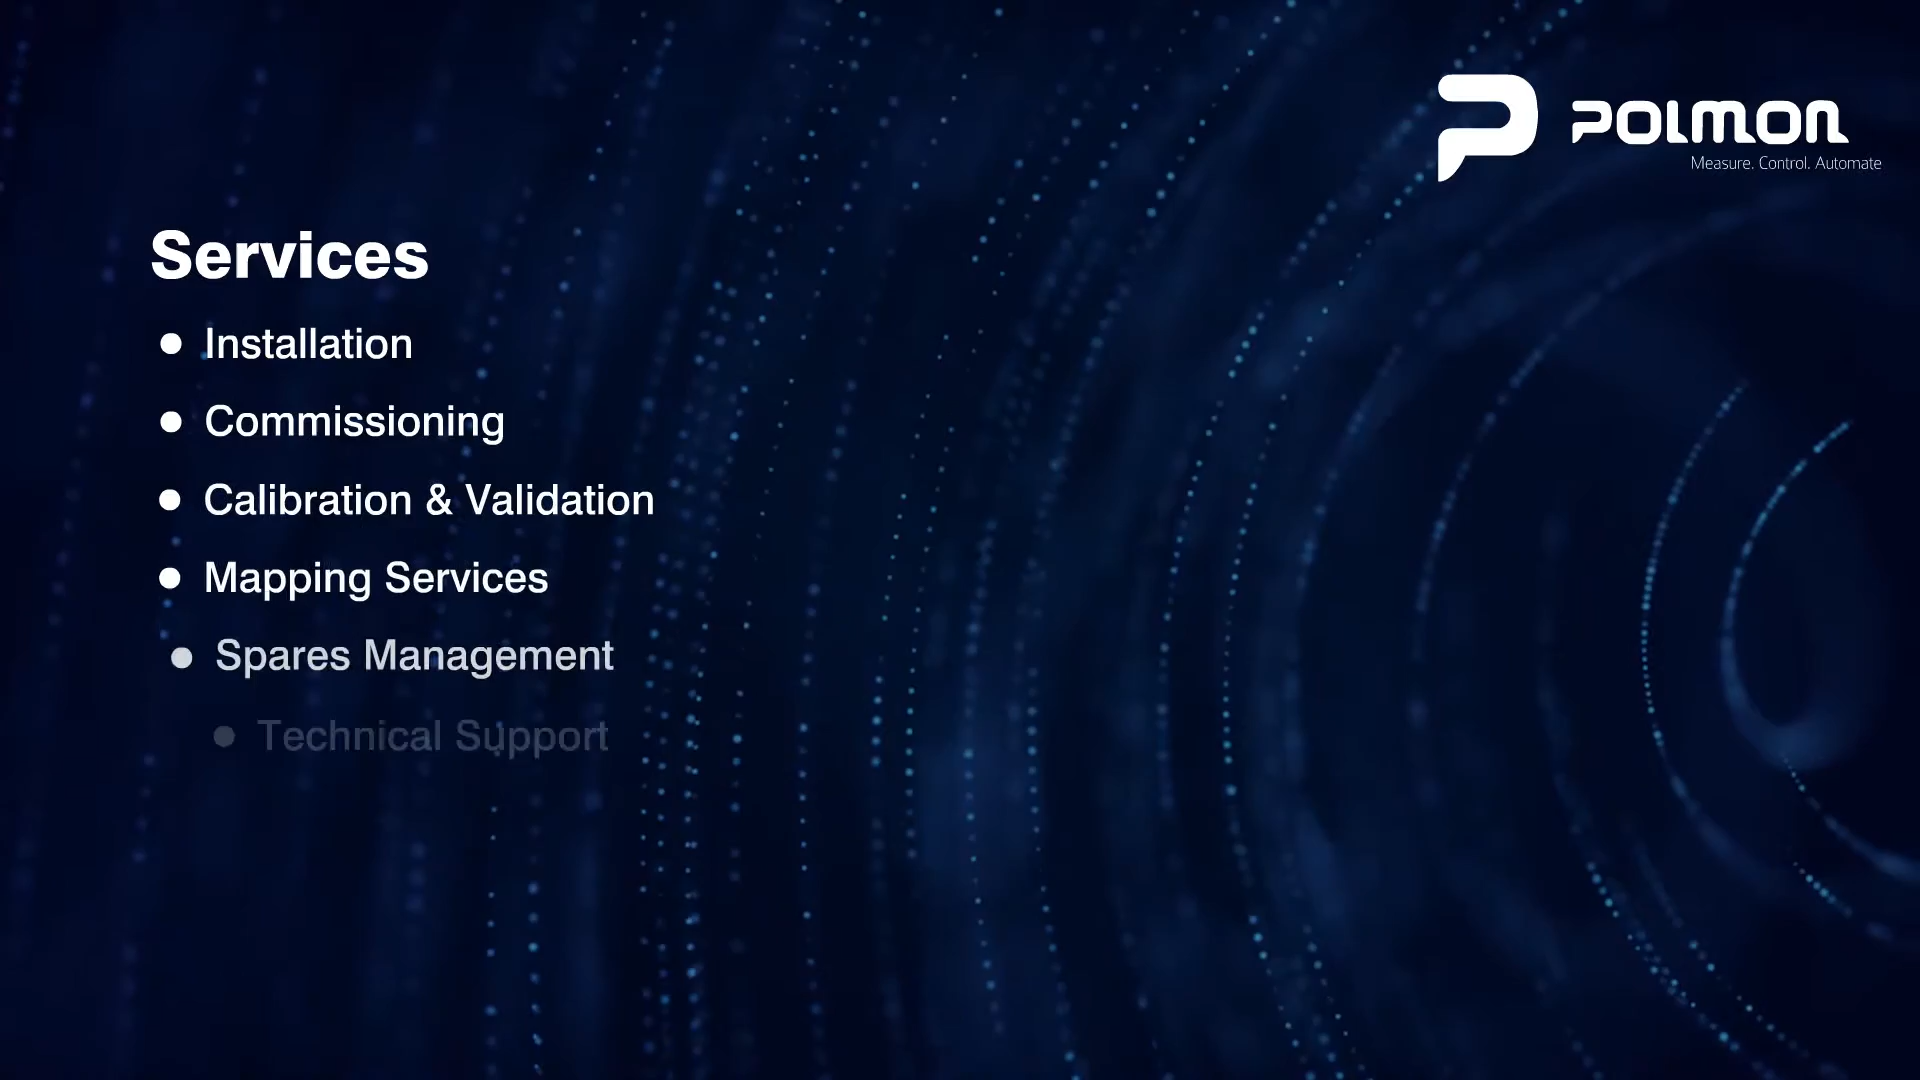 POLMON
Measure. Control. Automate
Services
• Installation
• Commissioning
• Calibration & Validation
• Mapping Services
• Spares Management
• Technical Support